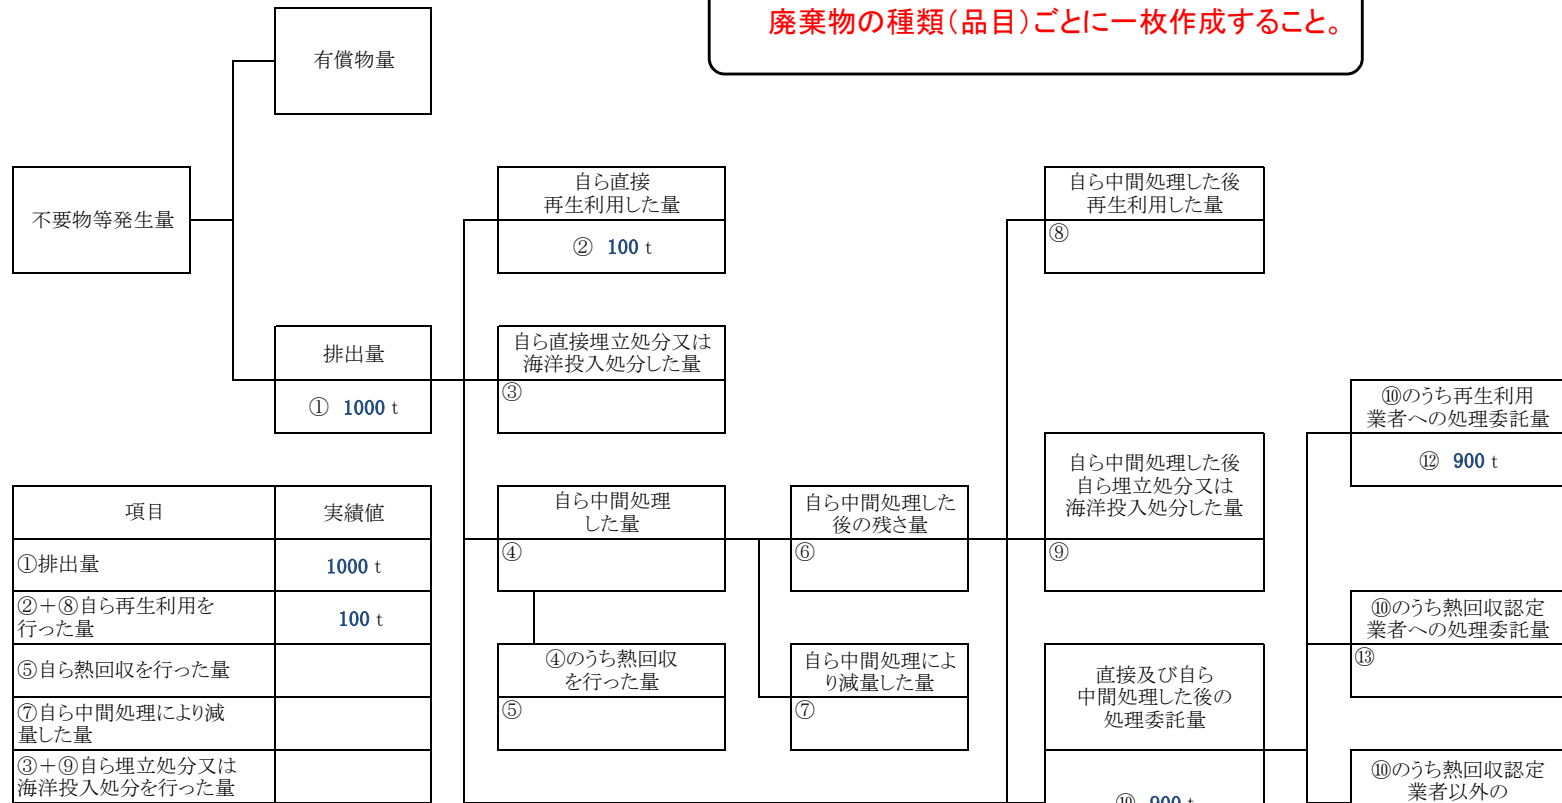 廃棄物の種類(品目)ごとに一枚作成すること。
有償物量
不要物等発生量
自ら直接
再生利用した量
② 100 t
自ら中間処理した後
再生利用した量
⑧
排出量
① 1000 t
自ら直接埋立処分又は
海洋投入処分した量
③
⑩のうち再生利用
業者への処理委託量
⑫ 900 t
自ら中間処理した後
自ら埋立処分又は
海洋投入処分した量
⑨
項目
実績値
①排出量
1000 t
②+⑧自ら再生利用を
行った量
100 t
⑤自ら熱回収を行った量
⑦自ら中間処理により減
量した量
③+⑨自ら埋立処分又は
海洋投入処分を行った量
自ら中間処理
した量
④
自ら中間処理した
後の残さ量
⑥
④のうち熱回収
を行った量
⑤
自ら中間処理によ
り減量した量
⑦
直接及び自ら
中間処理した後の
処理委託量
⑩ 900 t
⑩のうち熱回収認定
業者への処理委託量
⑬
⑩のうち熱回収認定
業者以外の